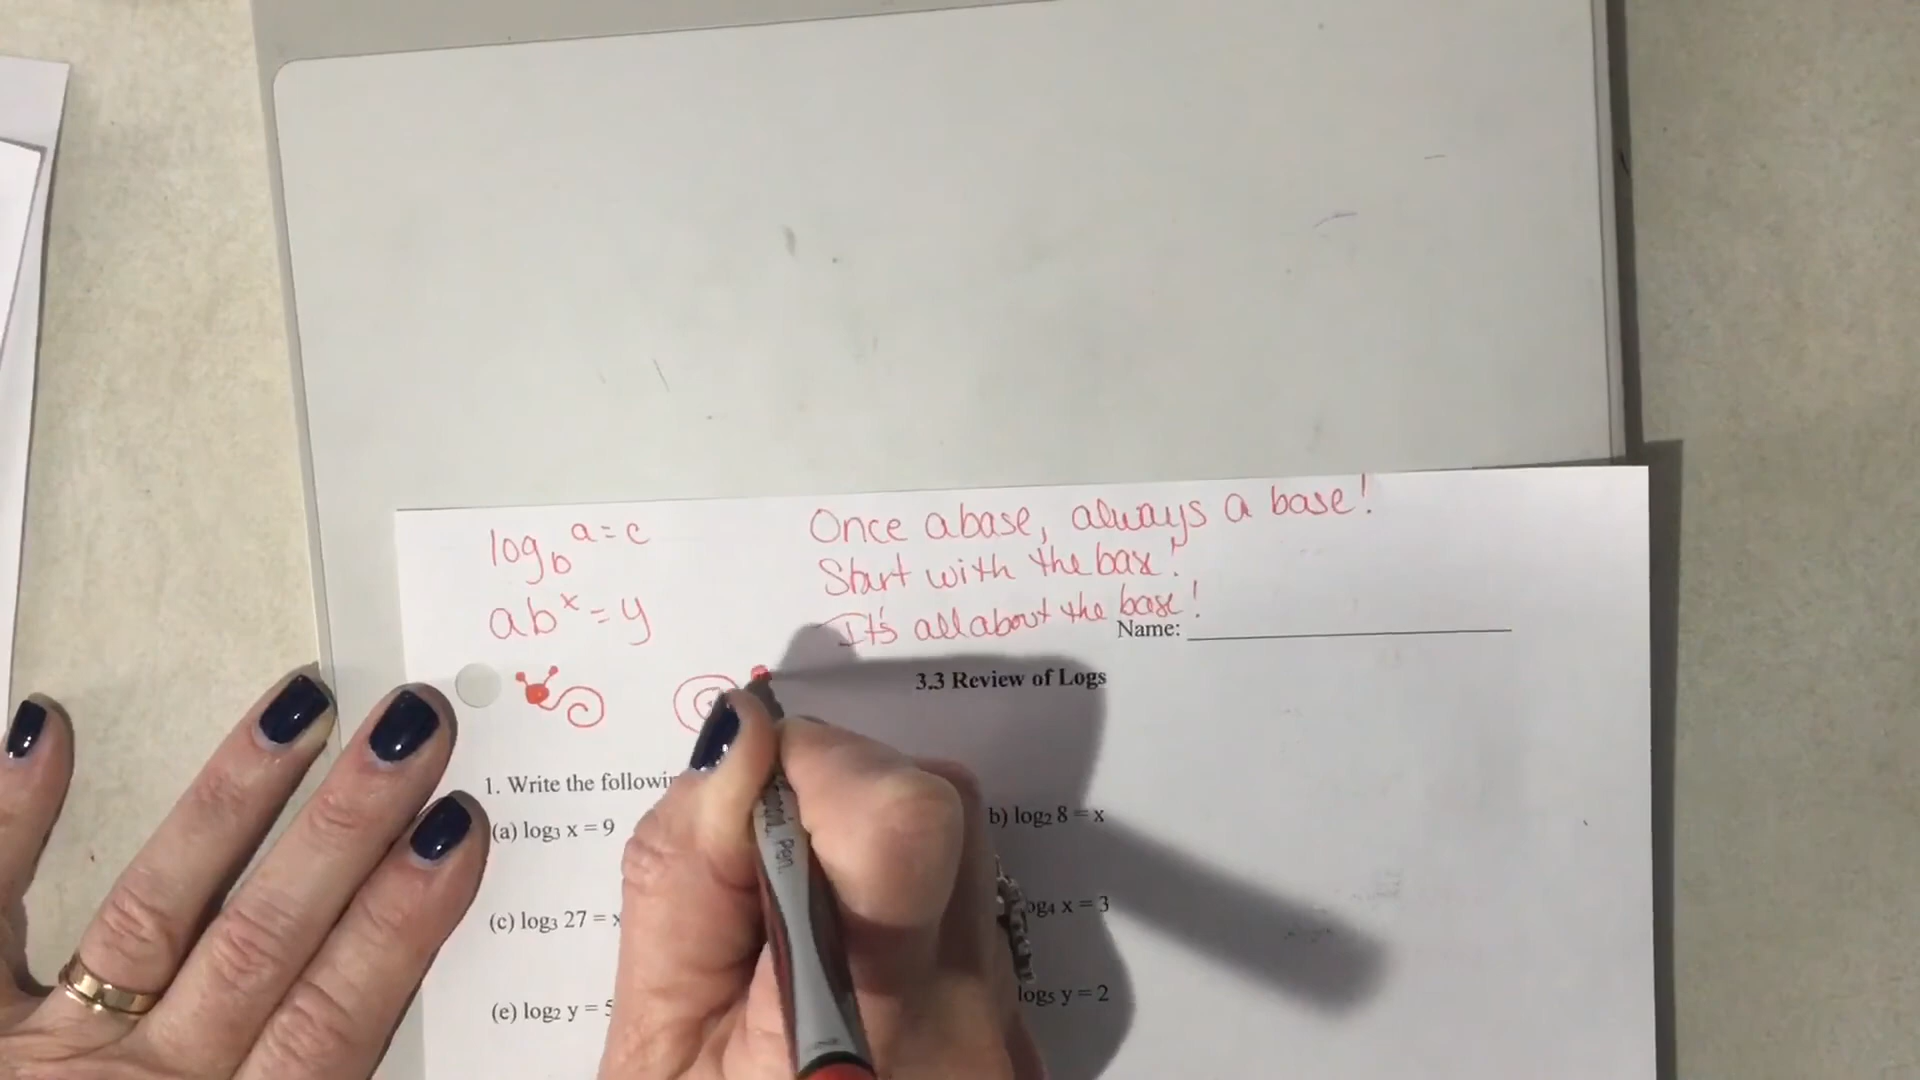 log_b a = c
ab^x = y
Once a base, always a base!
Start with the base!
It's all about the base!
Name:
3.3 Review of Logs
1. Write the
(a) log₃ x = 9
b) log₂ 8 = x
(c) log₃ 27 = x
log₄ x = 3
(e) log₂ y = 5
log₅ y = 2
Pen